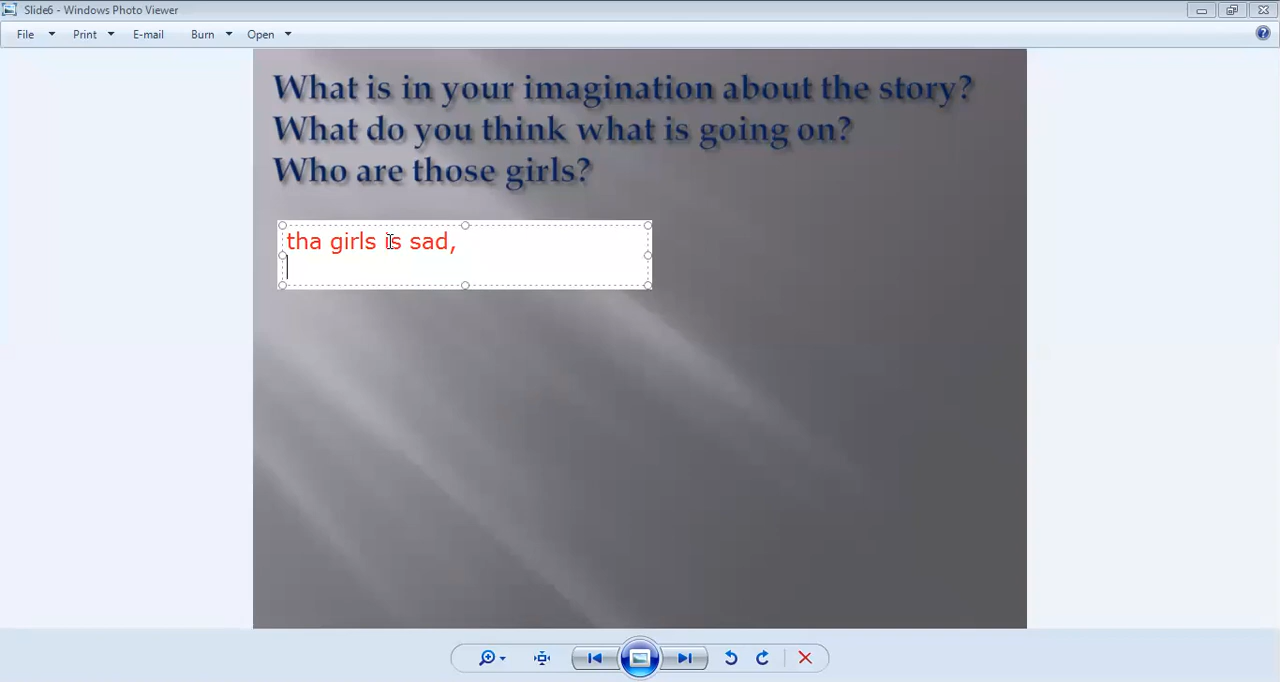 Slide6 - Windows Photo Viewer
File Print E-mail Burn Open
What is in your imagination about the story?
What do you think what is going on?
Who are those girls?
tha girls is sad,